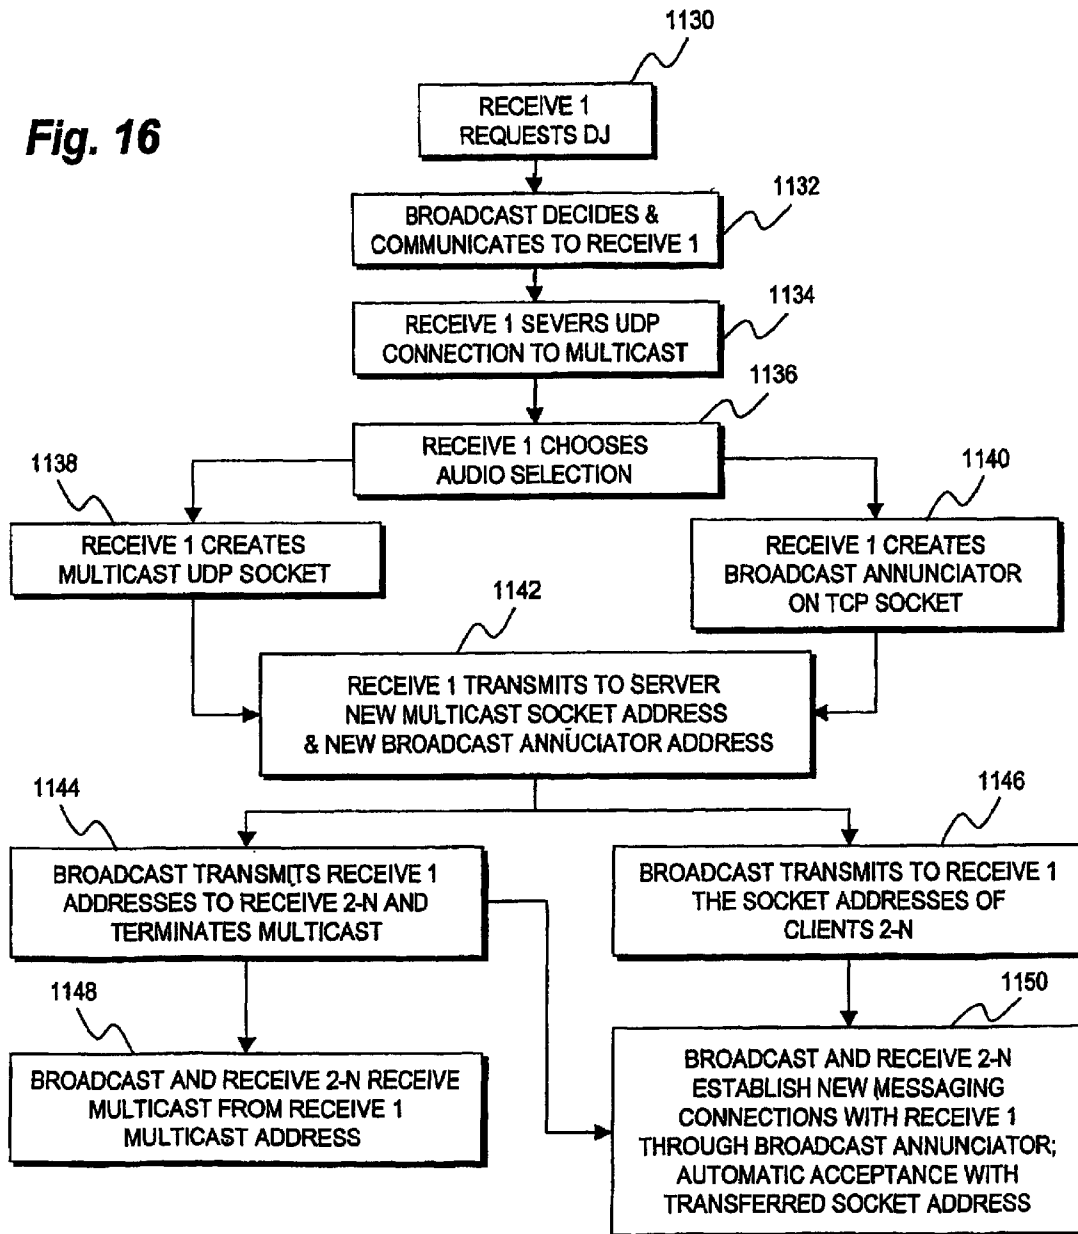 Fig. 16
1130
RECEIVE 1
REQUESTS DJ
1132
BROADCAST DECIDES &
COMMUNICATES TO RECEIVE 1
1134
RECEIVE 1 SEVERS UDP
CONNECTION TO MULTICAST
1136
RECEIVE 1 CHOOSES
AUDIO SELECTION
1138
RECEIVE 1 CREATES
MULTICAST UDP SOCKET
1140
RECEIVE 1 CREATES
BROADCAST ANNUNCIATOR
ON TCP SOCKET
1142
RECEIVE 1 TRANSMITS TO SERVER
NEW MULTICAST SOCKET ADDRESS
& NEW BROADCAST ANNUCIATOR ADDRESS
1144
BROADCAST TRANSMITS RECEIVE 1
ADDRESSES TO RECEIVE 2-N AND
TERMINATES MULTICAST
1146
BROADCAST TRANSMITS TO RECEIVE 1
THE SOCKET ADDRESSES OF
CLIENTS 2-N
1148
BROADCAST AND RECEIVE 2-N RECEIVE
MULTICAST FROM RECEIVE 1
MULTICAST ADDRESS
1150
BROADCAST AND RECEIVE 2-N
ESTABLISH NEW MESSAGING
CONNECTIONS WITH RECEIVE 1
THROUGH BROADCAST ANNUNCIATOR;
AUTOMATIC ACCEPTANCE WITH
TRANSFERRED SOCKET ADDRESS